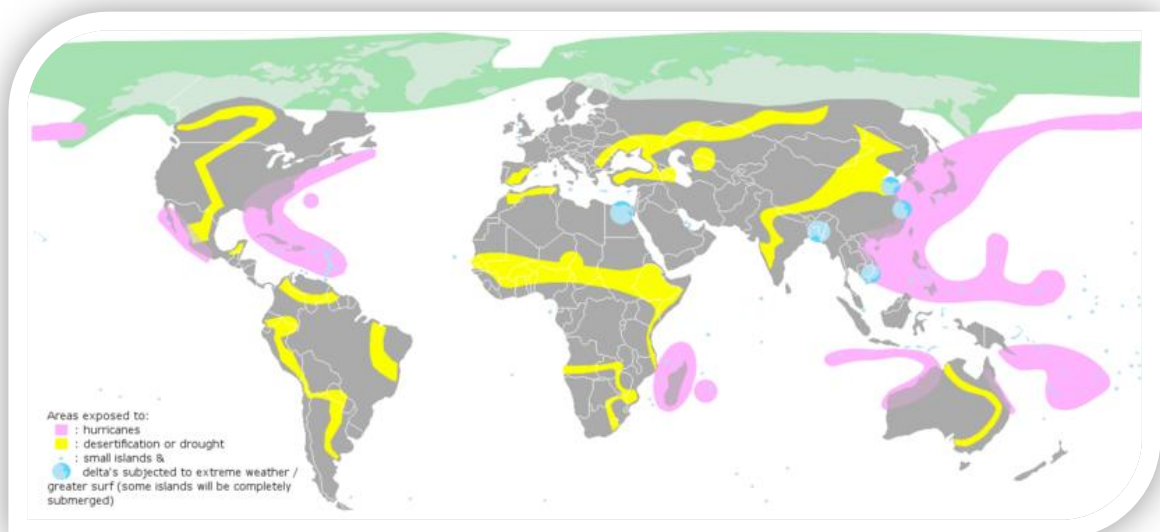 Areas exposed to:
: hurricanes
: desertification or drought
: small islands &
delta's subjected to extreme weather /
greater surf (some islands will be completely
submerged)